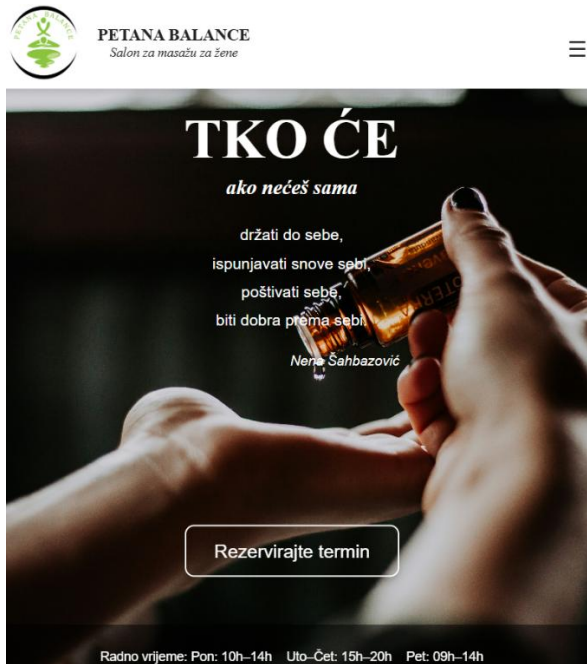 PETANA BALANCE
PETANA BALANCE
Salon za masažu za žene
TKO ĆE
ako nećeš sama
držati do sebe,
ispunjavati snove sebi,
poštivati sebe,
biti dobra prema sebi.
Nena Šahbazović
Rezervirajte termin
Radno vrijeme: Pon: 10h–14h Uto–Čet: 15h–20h Pet: 09h–14h